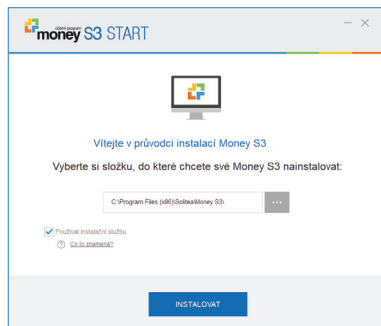 účetní program
money S3 START
Vítejte v průvodci instalací Money S3
Vyberte si složku, do které chcete své Money S3 nainstalovat:
C:\Program Files (x86)\Solitea\Money S3\
...
Používat instalační službu
Co to znamená?
INSTALOVAT